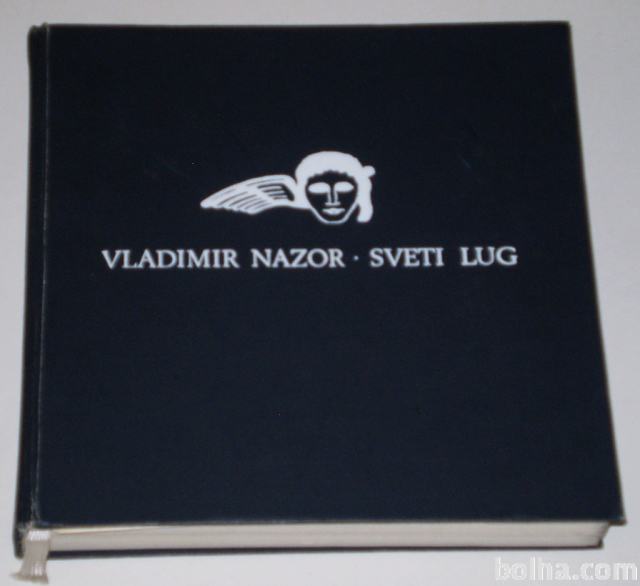 VLADIMIR NAZOR · SVETI LUG
bolha.com